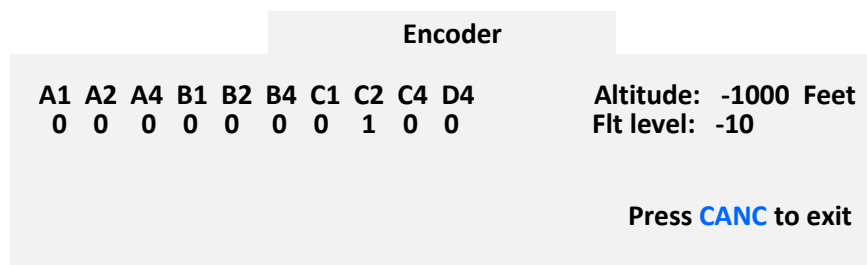 Encoder
A1 A2 A4 B1 B2 B4 C1 C2 C4 D4 Altitude: -1000 Feet
0 0 0 0 0 0 0 1 0 0 Flt level: -10
Press CANC to exit